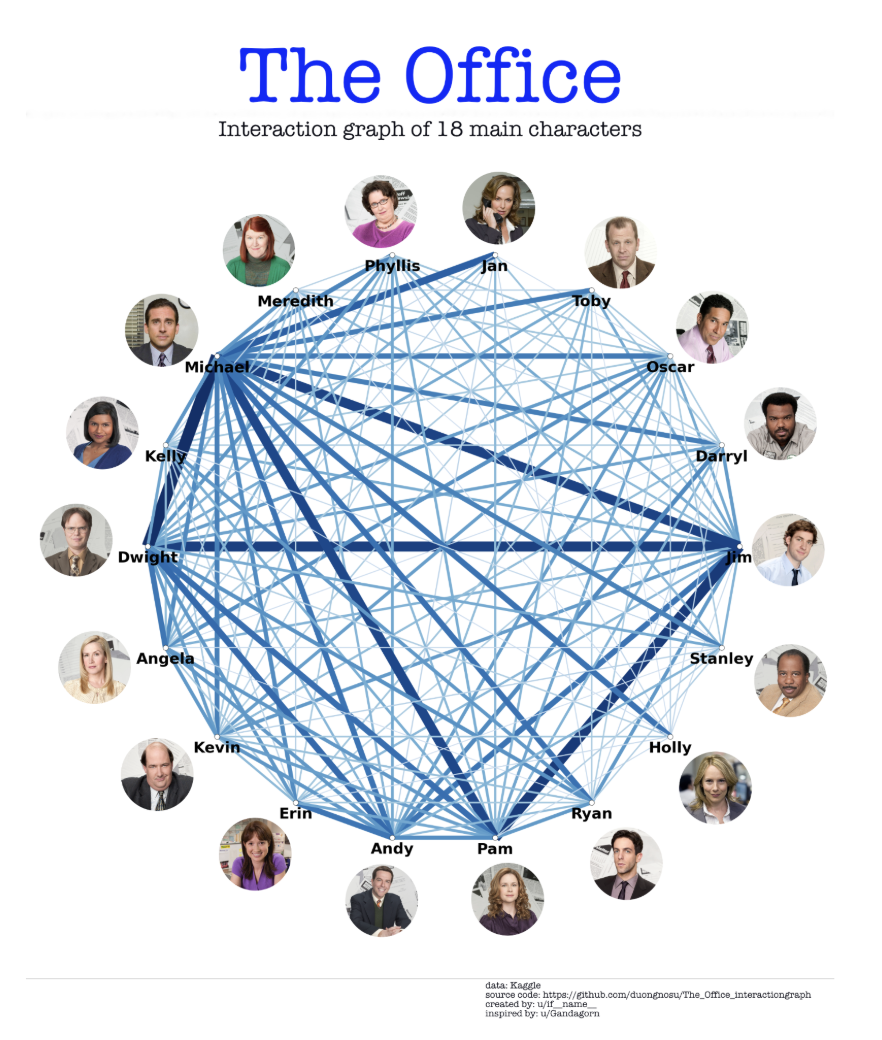 The Office
Interaction graph of 18 main characters
Phyllis
Jan
Meredith
Toby
Michael
Oscar
Kelly
Darryl
Dwight
Jim
Angela
Stanley
Kevin
Holly
Erin
Ryan
Andy
Pam
data: Kaggle
source code: https://github.com/duongnosu/The_Office_interactiongraph
created by: u/if__name__
inspired by: u/Gandagorn